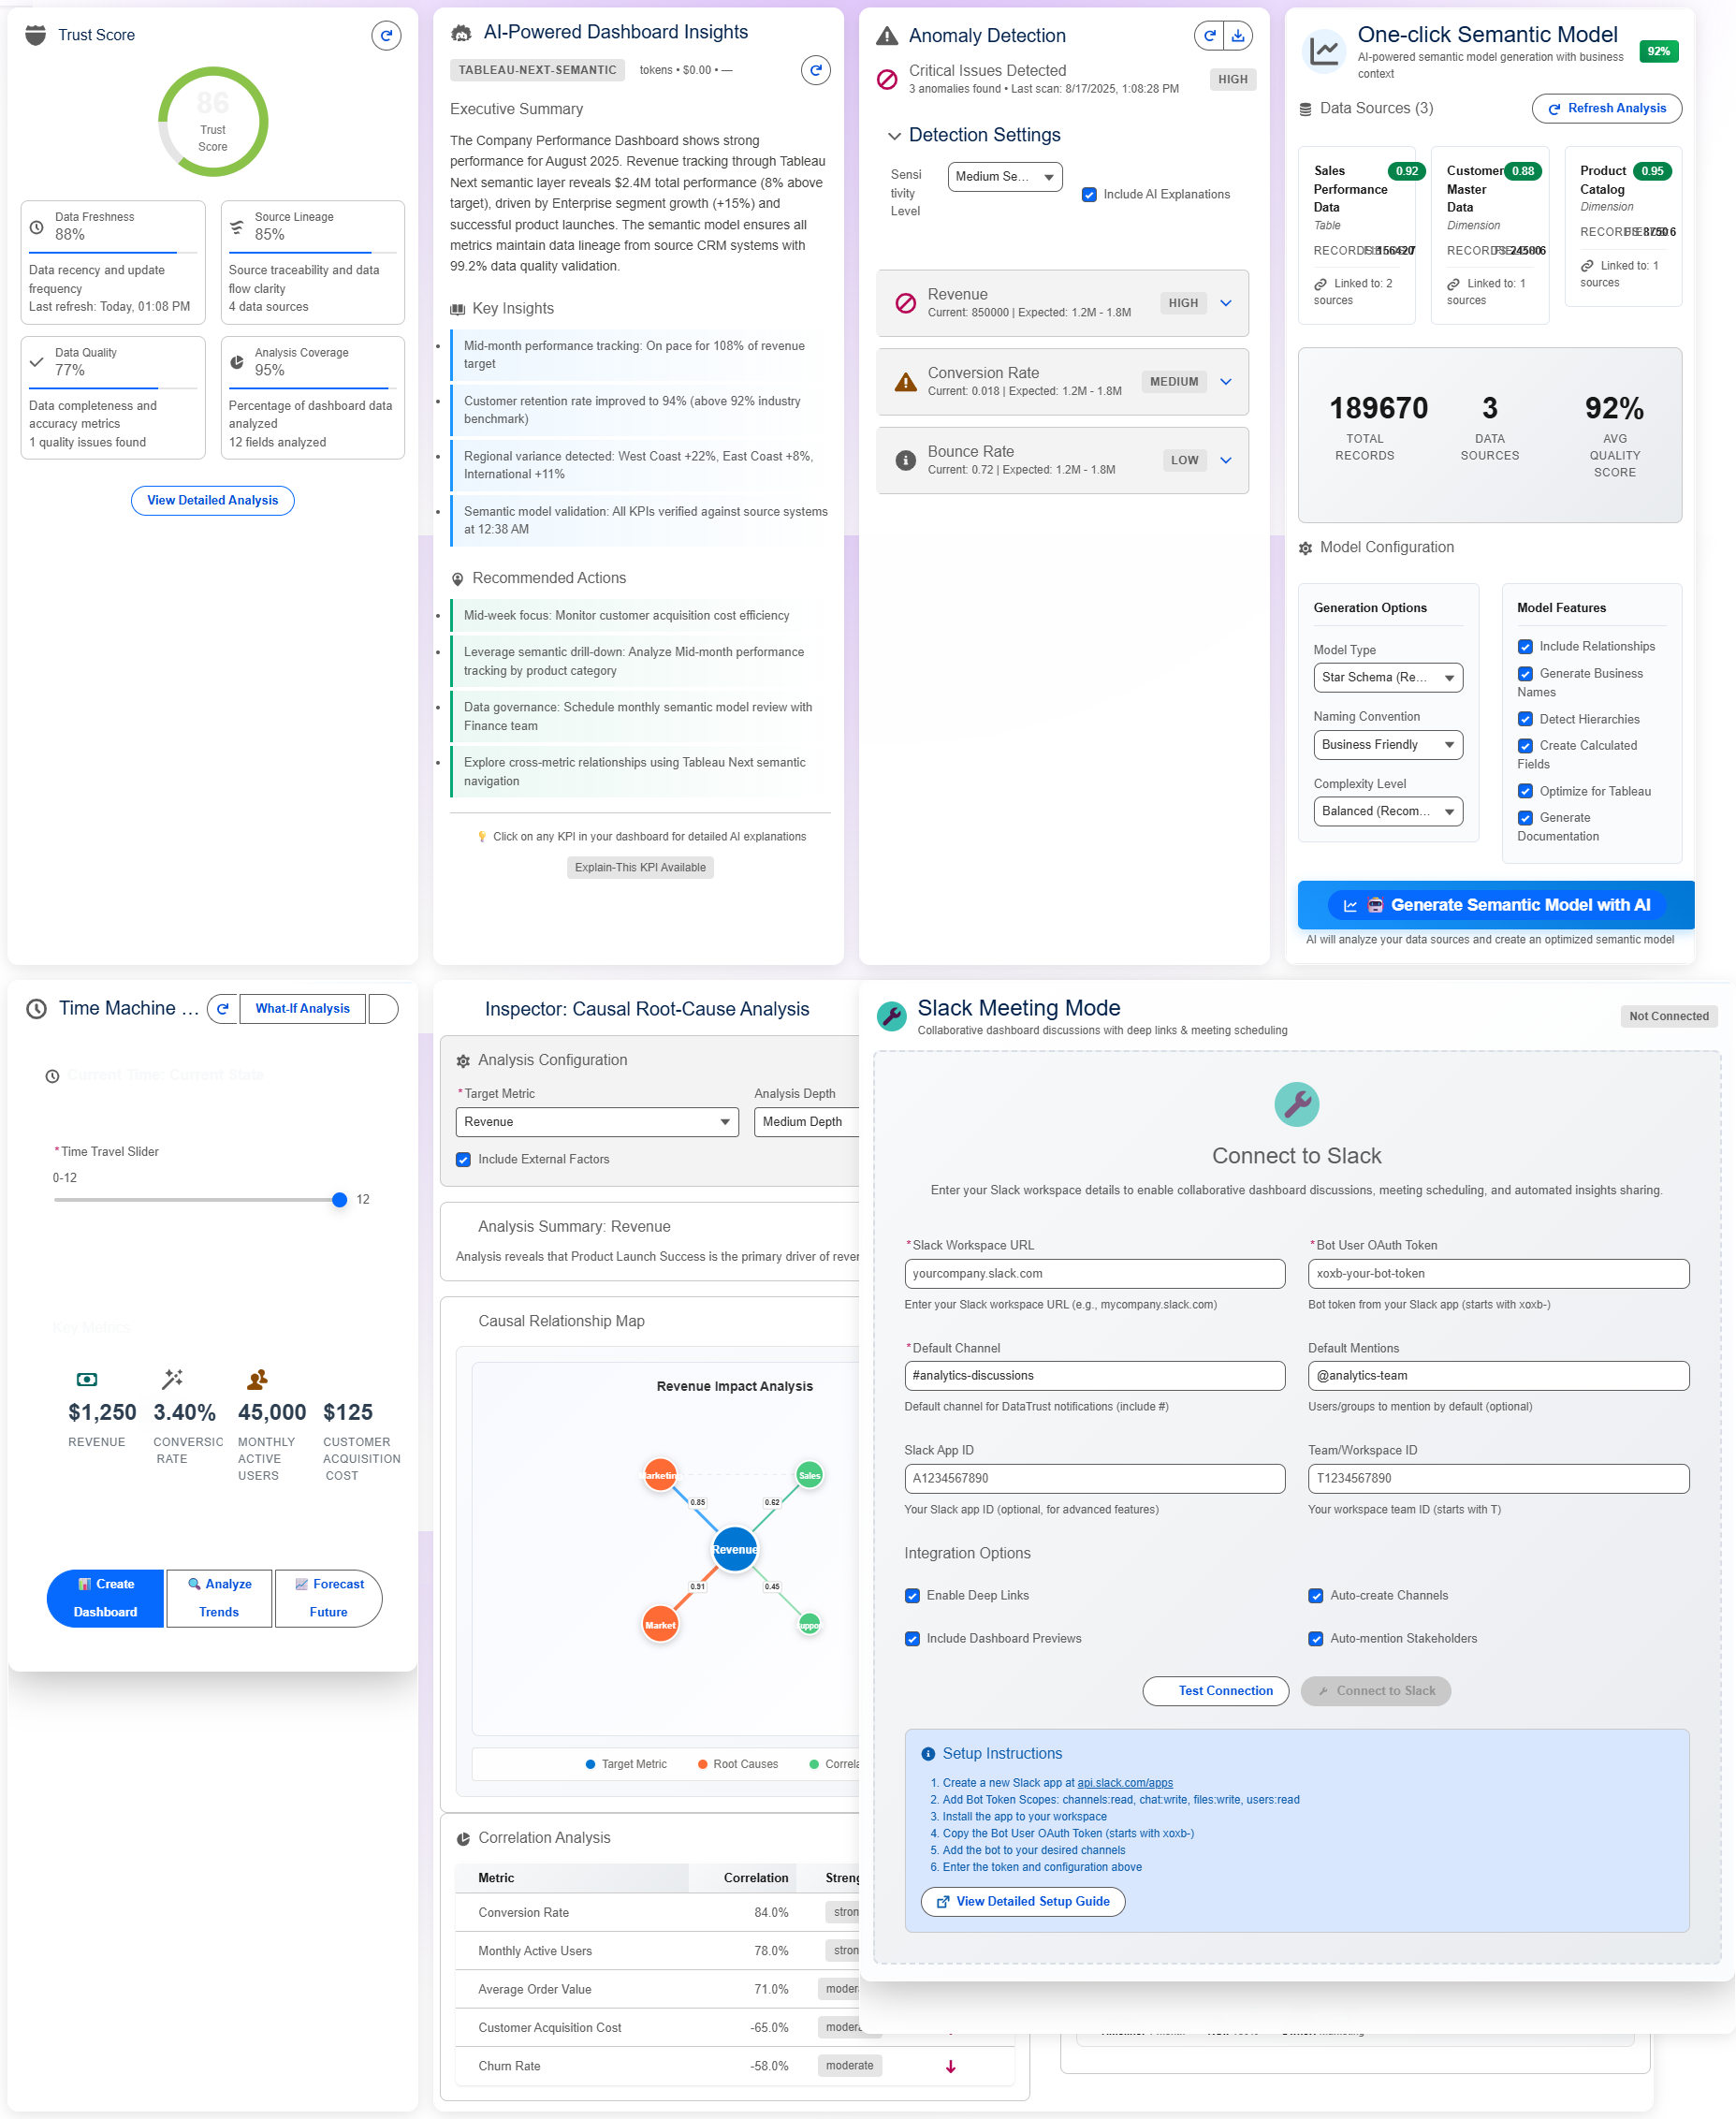 Trust Score
86
Trust
Score
Data Freshness
88%
Data recency and update
frequency
Last refresh: Today, 01:08 PM
Source Lineage
85%
Source traceability and data
flow clarity
4 data sources
Data Quality
77%
Data completeness and
accuracy metrics
1 quality issues found
Analysis Coverage
95%
Percentage of dashboard data
analyzed
12 fields analyzed
View Detailed Analysis
AI-Powered Dashboard Insights
TABLEAU-NEXT-SEMANTIC
tokens • $0.00 • —
Executive Summary
The Company Performance Dashboard shows strong
performance for August 2025. Revenue tracking through Tableau
Next semantic layer reveals $2.4M total performance (8% above
target), driven by Enterprise segment growth (+15%) and
successful product launches. The semantic model ensures all
metrics maintain data lineage from source CRM systems with
99.2% data quality validation.
Key Insights
• Mid-month performance tracking: On pace for 108% of revenue
target
• Customer retention rate improved to 94% (above 92% industry
benchmark)
• Regional variance detected: West Coast +22%, East Coast +8%,
International +11%
• Semantic model validation: All KPIs verified against source systems
at 12:38 AM
Recommended Actions
• Mid-week focus: Monitor customer acquisition cost efficiency
• Leverage semantic drill-down: Analyze Mid-month performance
tracking by product category
• Data governance: Schedule monthly semantic model review with
Finance team
• Explore cross-metric relationships using Tableau Next semantic
navigation
Click on any KPI in your dashboard for detailed AI explanations
Explain-This KPI Available
Anomaly Detection
Critical Issues Detected
3 anomalies found • Last scan: 8/17/2025, 1:08:28 PM
HIGH
Detection Settings
Sensi
tivity
Level
Medium Se...
Include AI Explanations
Revenue
Current: 850000 | Expected: 1.2M - 1.8M
HIGH
Conversion Rate
Current: 0.018 | Expected: 1.2M - 1.8M
MEDIUM
Bounce Rate
Current: 0.72 | Expected: 1.2M - 1.8M
LOW
One-click Semantic Model
AI-powered semantic model generation with business
context
92%
Data Sources (3)
Refresh Analysis
Sales
Performance
Data
0.92
Table
Linked to: 2
sources
Customer
Master
Data
0.88
Dimension
Linked to: 1
sources
Product
Catalog
0.95
Dimension
Linked to: 1
sources
189670
TOTAL
RECORDS
3
DATA
SOURCES
92%
AVG
QUALITY
SCORE
Model Configuration
Generation Options
Model Type
Star Schema (Re...
Naming Convention
Business Friendly
Complexity Level
Balanced (Recom...
Model Features
Include Relationships
Generate Business
Names
Detect Hierarchies
Create Calculated
Fields
Optimize for Tableau
Generate
Documentation
Generate Semantic Model with AI
AI will analyze your data sources and create an optimized semantic model
Time Machine ...
What-If Analysis
Current Time: Current State
*Time Travel Slider
0-12
12
Key Metrics
$1,250
REVENUE
3.40%
CONVERSIC
RATE
45,000
MONTHLY
ACTIVE
USERS
$125
CUSTOMER
ACQUISITION
COST
Create
Dashboard
Analyze
Trends
Forecast
Future
Inspector: Causal Root-Cause Analysis
Analysis Configuration
*Target Metric
Revenue
Analysis Depth
Medium Depth
Include External Factors
Analysis Summary: Revenue
Analysis reveals that Product Launch Success is the primary driver of rever
Causal Relationship Map
Revenue Impact Analysis
arketin
Sales
0.85
0.62
Revenue
0.91
0.45
Market
uppo
Target Metric
Root Causes
Correla
Correlation Analysis
Metric Correlation Streng
Conversion Rate 84.0% stron
Monthly Active Users 78.0% stron
Average Order Value 71.0% modera
Customer Acquisition Cost -65.0% modera
Churn Rate -58.0% moderate
Slack Meeting Mode
Collaborative dashboard discussions with deep links & meeting scheduling
Not Connected
Connect to Slack
Enter your Slack workspace details to enable collaborative dashboard discussions, meeting scheduling, and automated insights sharing.
*Slack Workspace URL
yourcompany.slack.com
Enter your Slack workspace URL (e.g., mycompany.slack.com)
*Bot User OAuth Token
xoxb-your-bot-token
Bot token from your Slack app (starts with xoxb-)
*Default Channel
#analytics-discussions
Default channel for DataTrust notifications (include #)
Default Mentions
@analytics-team
Users/groups to mention by default (optional)
Slack App ID
A1234567890
Your Slack app ID (optional, for advanced features)
Team/Workspace ID
T1234567890
Your workspace team ID (starts with T)
Integration Options
Enable Deep Links
Auto-create Channels
Include Dashboard Previews
Auto-mention Stakeholders
Test Connection
Connect to Slack
Setup Instructions
1. Create a new Slack app at api.slack.com/apps
2. Add Bot Token Scopes: channels:read, chat:write, files:write, users:read
3. Install the app to your workspace
4. Copy the Bot User OAuth Token (starts with xoxb-)
5. Add the bot to your desired channels
6. Enter the token and configuration above
View Detailed Setup Guide